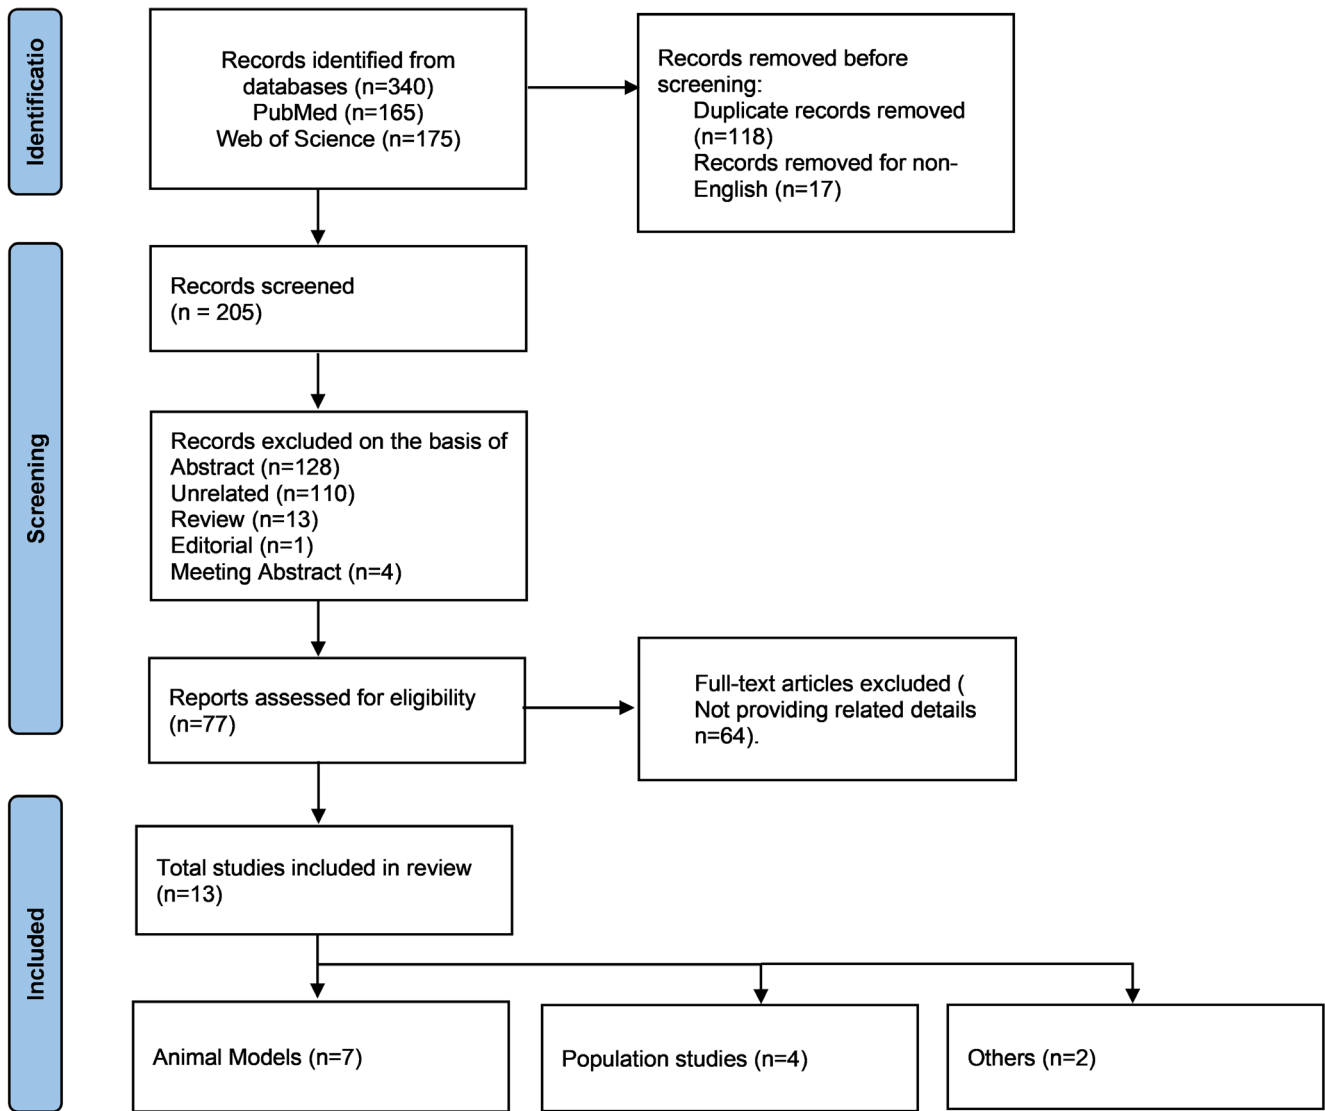 Identificatio
Records identified from
databases (n=340)
PubMed (n=165)
Web of Science (n=175)
Records removed before
screening:
Duplicate records removed
(n=118)
Records removed for non-
English (n=17)
Screening
Records screened
(n = 205)
Records excluded on the basis of
Abstract (n=128)
Unrelated (n=110)
Review (n=13)
Editorial (n=1)
Meeting Abstract (n=4)
Reports assessed for eligibility
(n=77)
Full-text articles excluded (
Not providing related details
n=64).
Included
Total studies included in review
(n=13)
Animal Models (n=7)
Population studies (n=4)
Others (n=2)